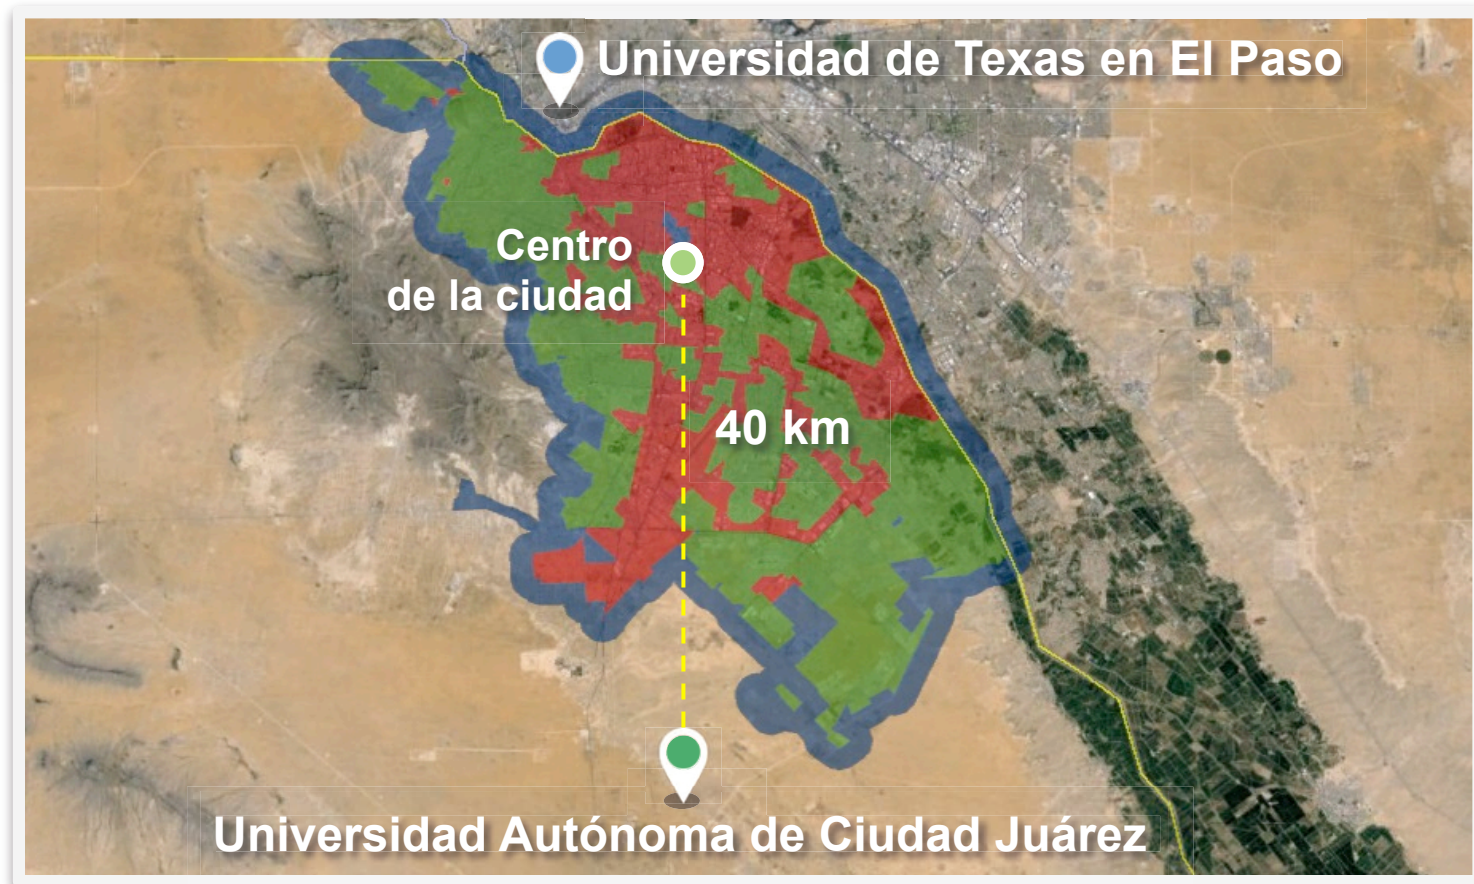 Universidad de Texas en El Paso
Centro
de la ciudad
40 km
Universidad Autónoma de Ciudad Juárez